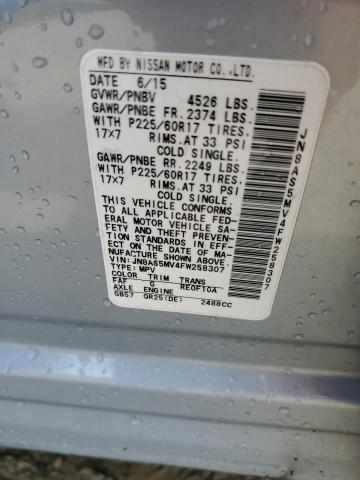 MFD BY NISSAN MOTOR CO.,LTD.
DATE 6/15
GVWR/PNBV 4526 LBS.
GAWR/PNBE FR. 2374 LBS.
WITH P225/60R17 TIRES.
17X7 RIMS.AT 33 PSI
COLD SINGLE.
GAWR/PNBE RR. 2249 LBS.
WITH P225/60R17 TIRES.
17X7 RIMS.AT 33 PSI
COLD SINGLE.
THIS VEHICLE CONFORMS
TO ALL APPLICABLE FED-
ERAL MOTOR VEHICLE SA-
FETY AND THEFT PREVEN-
TION STANDARDS IN EFF-
ECT ON THE DATE OF MA-
NUFACTURE SHOWN ABOVE.
VIN:JN8AS5MV4FW258307
TYPE:MPV
COLOR TRIM TRANS
FAF G RE0F10A
AXLE ENGINE
GB57 QR25(DE) 2488CC
JN8AS5MV4FW258307